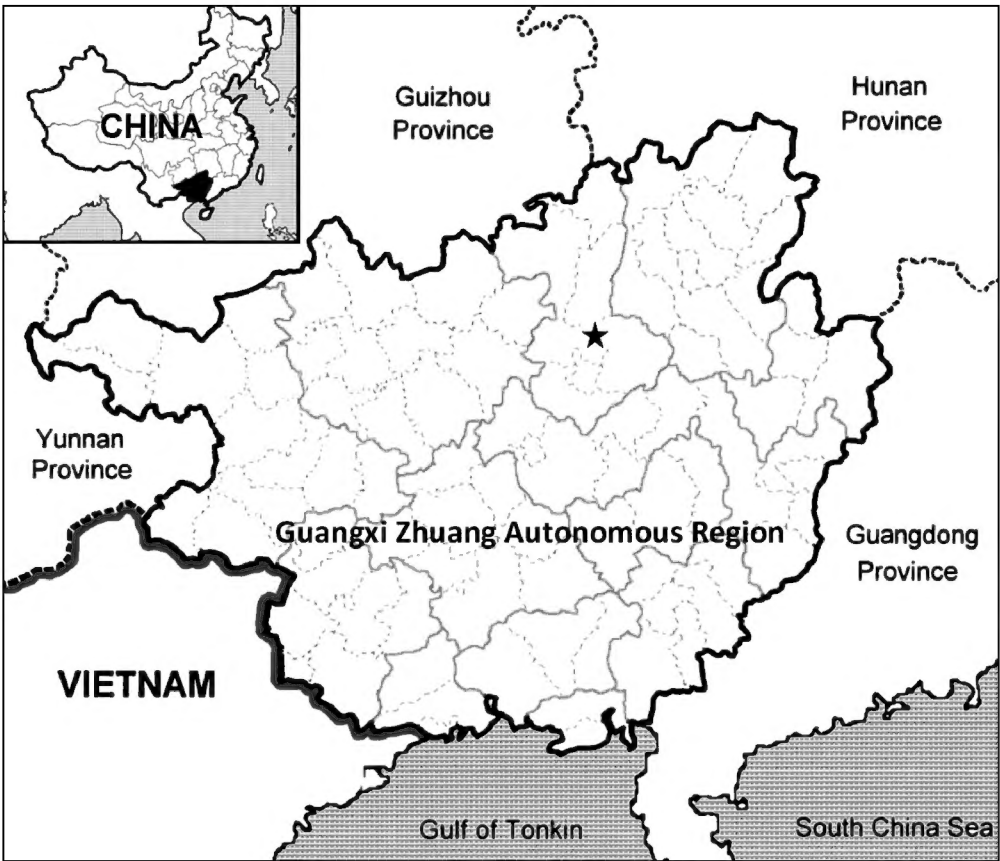 CHINA
Guizhou
Province
Hunan
Province
Yunnan
Province
Guangxi Zhuang Autonomous Region
Guangdong
Province
VIETNAM
Gulf of Tonkin
South China Sea